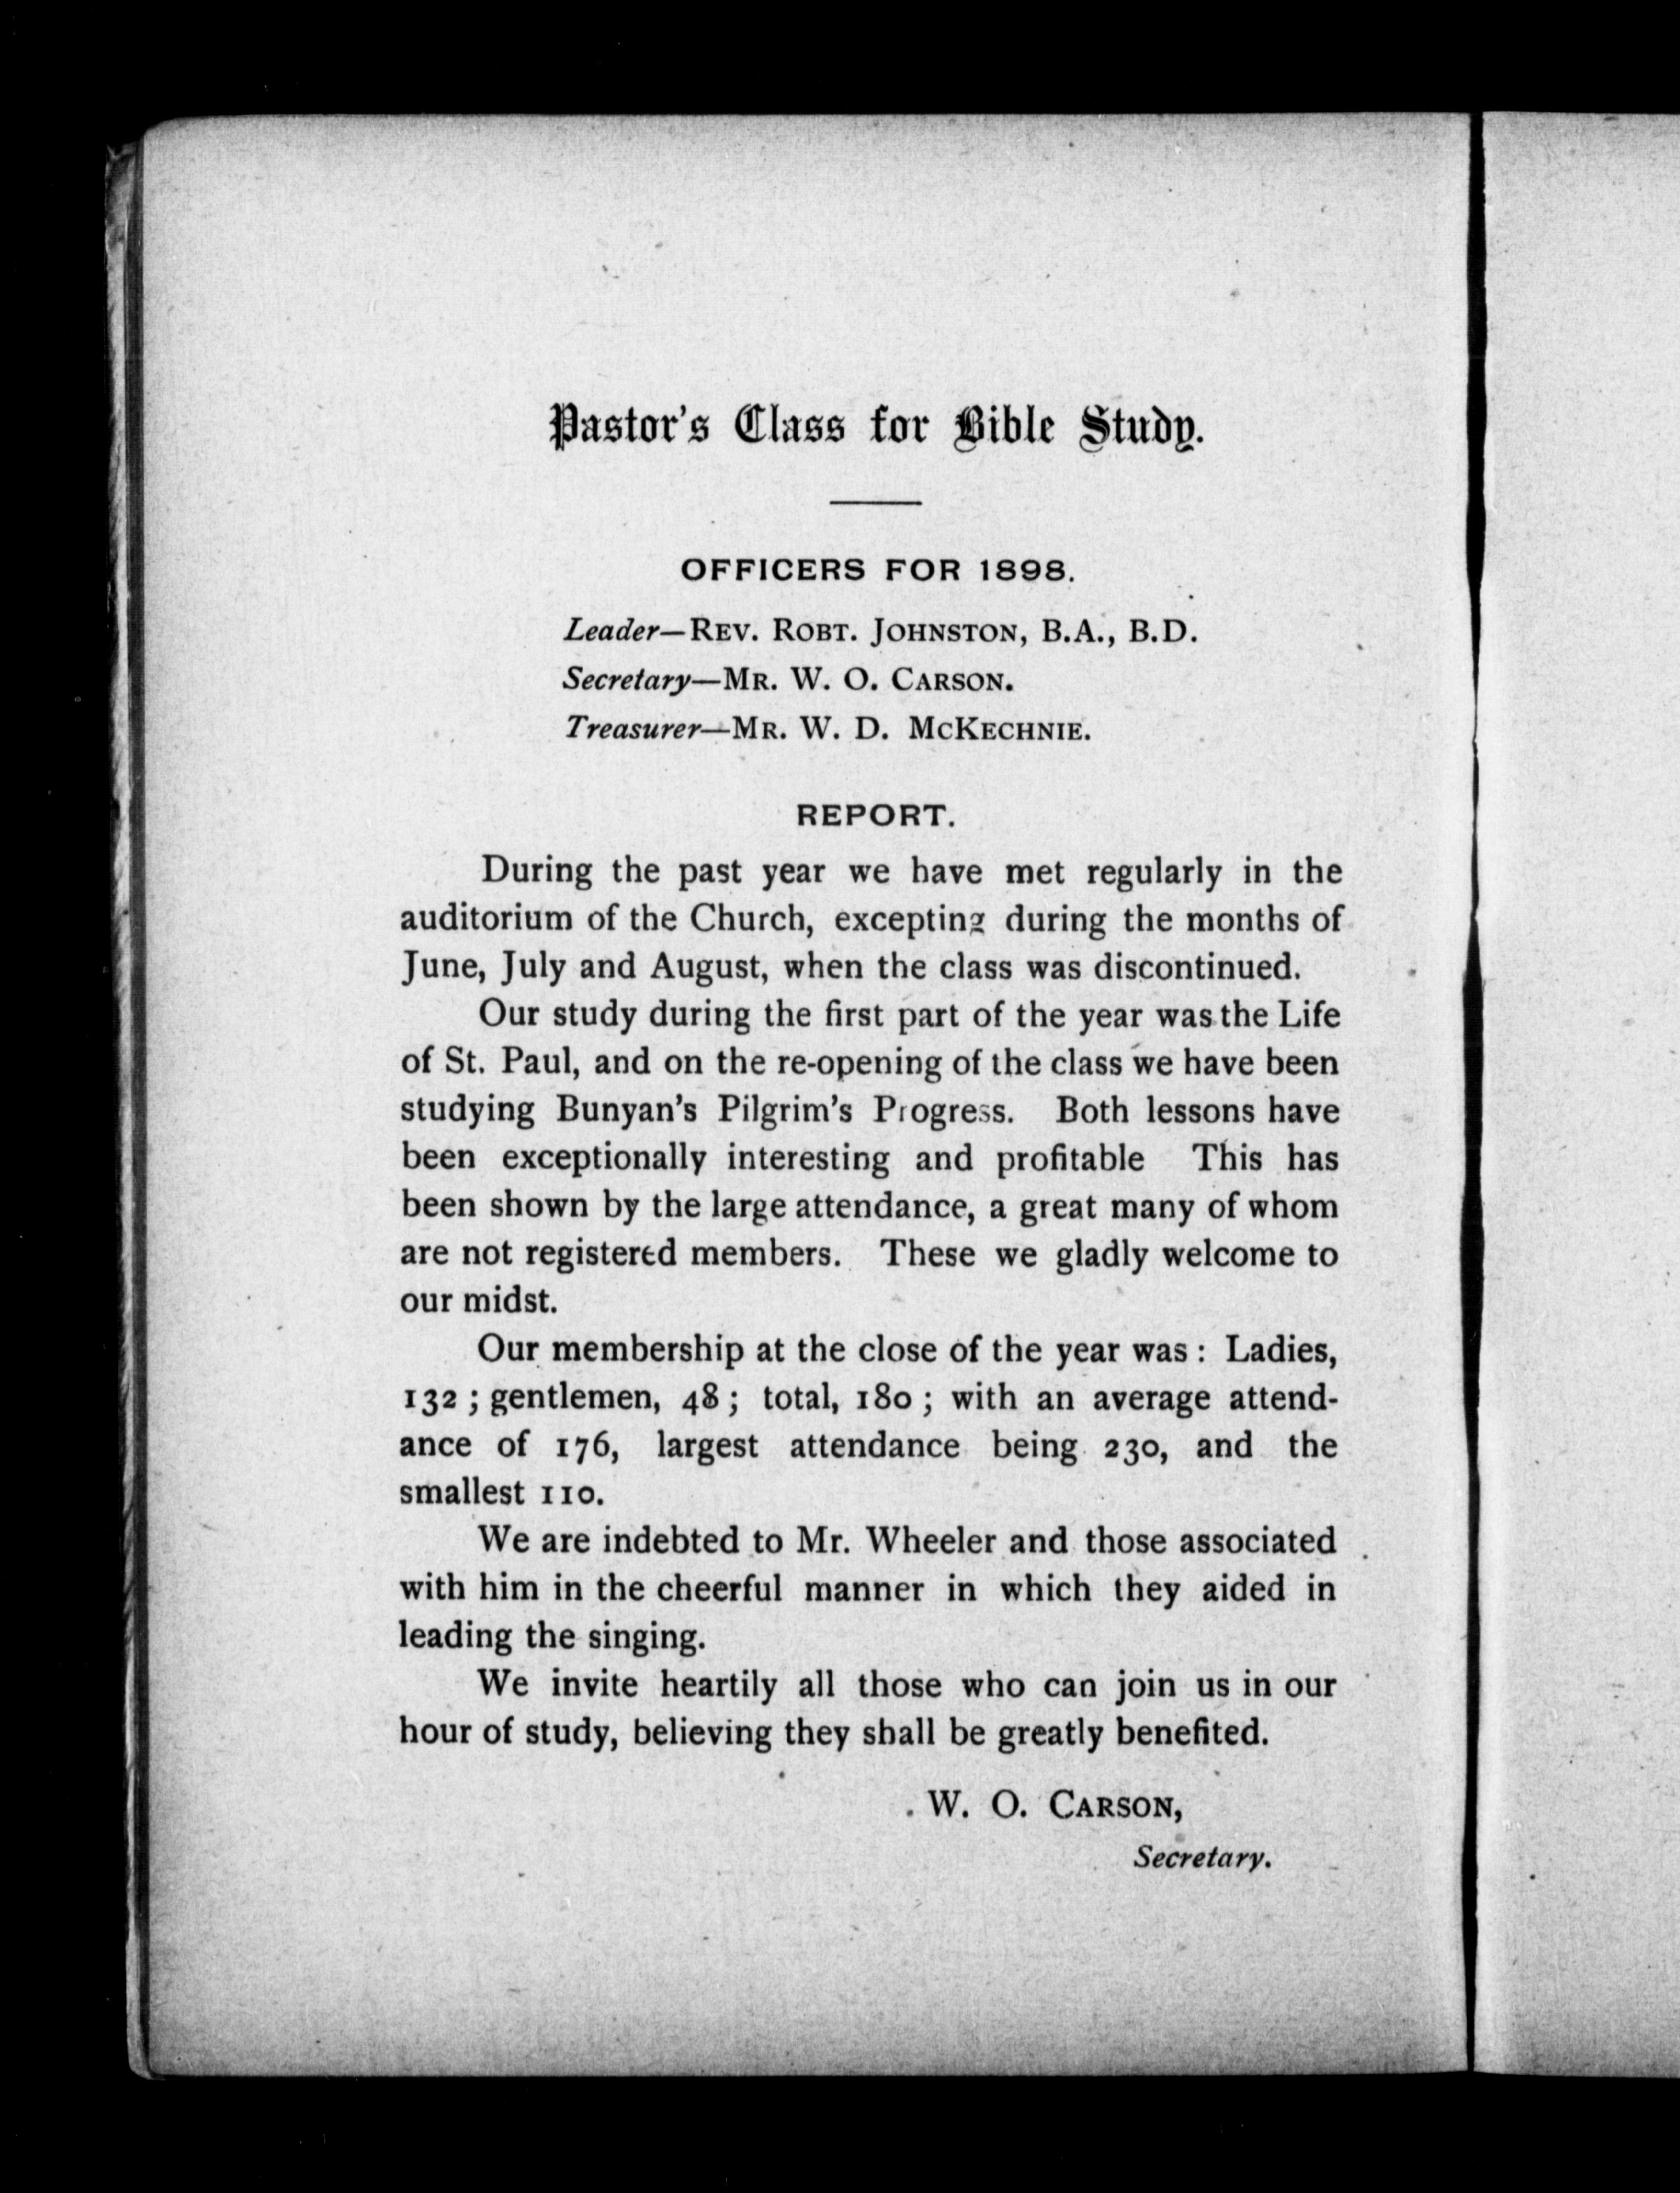 Pastor's Class for Bible Study.
OFFICERS FOR 1898.
Leader—REV. ROBT. JOHNSTON, B.A., B.D.
Secretary—MR. W. O. CARSON.
Treasurer—MR. W. D. MCKECHNIE.
REPORT.
During the past year we have met regularly in the
auditorium of the Church, excepting during the months of
June, July and August, when the class was discontinued.
Our study during the first part of the year was the Life
of St. Paul, and on the re-opening of the class we have been
studying Bunyan's Pilgrim's Progress. Both lessons have
been exceptionally interesting and profitable This has
been shown by the large attendance, a great many of whom
are not registered members. These we gladly welcome to
our midst.
Our membership at the close of the year was : Ladies,
132 ; gentlemen, 48 ; total, 180 ; with an average attend-
ance of 176, largest attendance being 230, and the
smallest 110.
We are indebted to Mr. Wheeler and those associated
with him in the cheerful manner in which they aided in
leading the singing.
We invite heartily all those who can join us in our
hour of study, believing they shall be greatly benefited.
W. O. CARSON,
Secretary.